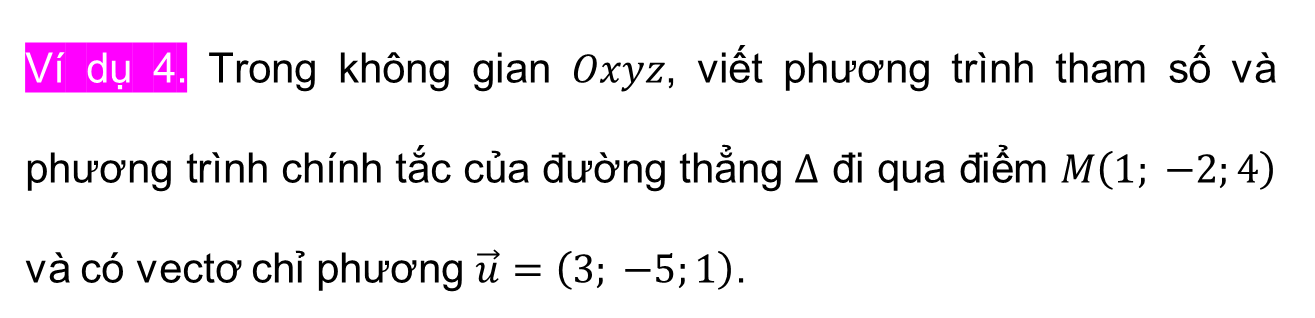 Ví dụ 4. Trong không gian Oxyz, viết phương trình tham số và
phương trình chính tắc của đường thẳng Δ đi qua điểm M(1; −2; 4)
và có vectơ chỉ phương u⃗ = (3; −5; 1).